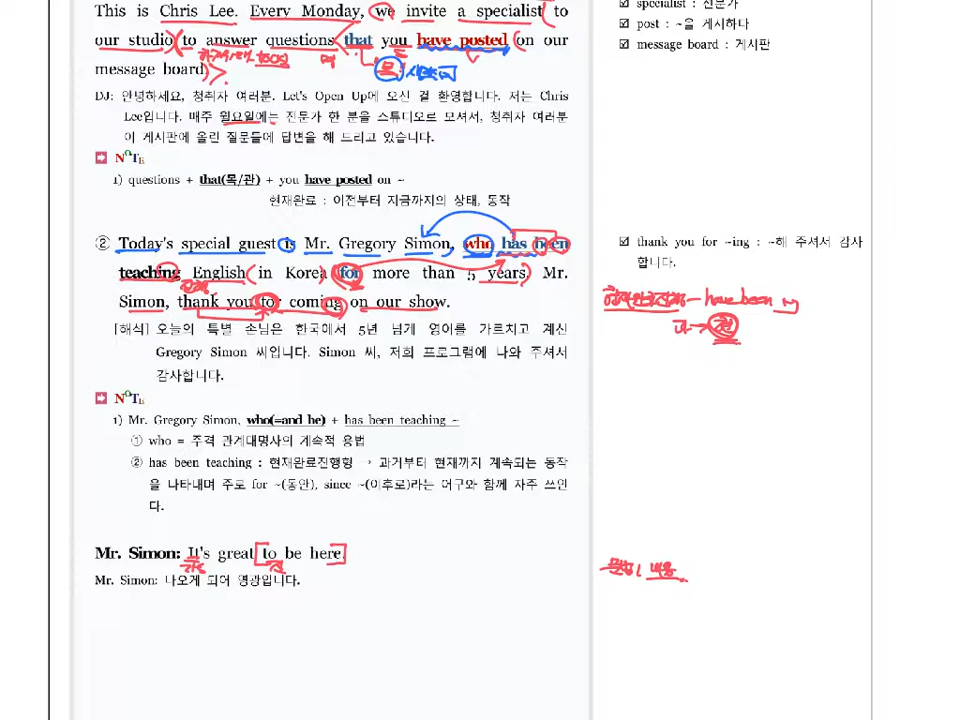 This is Chris Lee. Every Monday, we invite a specialist to
our studio to answer questions that you have posted on our
message board.
목
DJ: 안녕하세요, 청취자 여러분. Let's Open Up에 오신 걸 환영합니다. 저는 Chris
Lee입니다. 매주 월요일에는 전문가 한 분을 스튜디오로 모셔서, 청취자 여러분
이 게시판에 올린 질문들에 답변을 해 드리고 있습니다.
NOTE
1) questions + that(목/관) + you have posted on ~
현재완료 : 이전부터 지금까지의 상태, 동작
② Today's special guest is Mr. Gregory Simon, who has been
teaching English in Korea for more than 5 years. Mr.
Simon, thank you for coming on our show.
[해석] 오늘의 특별 손님은 한국에서 5년 넘게 영어를 가르치고 계신
Gregory Simon 씨입니다. Simon 씨, 저희 프로그램에 나와 주셔서
감사합니다.
NOTE
1) Mr. Gregory Simon, who(=and he) + has been teaching ~
① who = 주격 관계대명사의 계속적 용법
② has been teaching : 현재완료진행형 → 과거부터 현재까지 계속되는 동작
을 나타내며 주로 for ~(동안), since ~(이후로)라는 어구와 함께 자주 쓰인
다.
Mr. Simon: It's great to be here.
Mr. Simon: 나오게 되어 영광입니다.
☑ specialist : 전문가
☑ post : ~을 게시하다
☑ message board : 게시판
☑ thank you for ~ing : ~해 주셔서 감사
합니다.
현재완료진행 - have been ~ing
과→현
문법, 내용